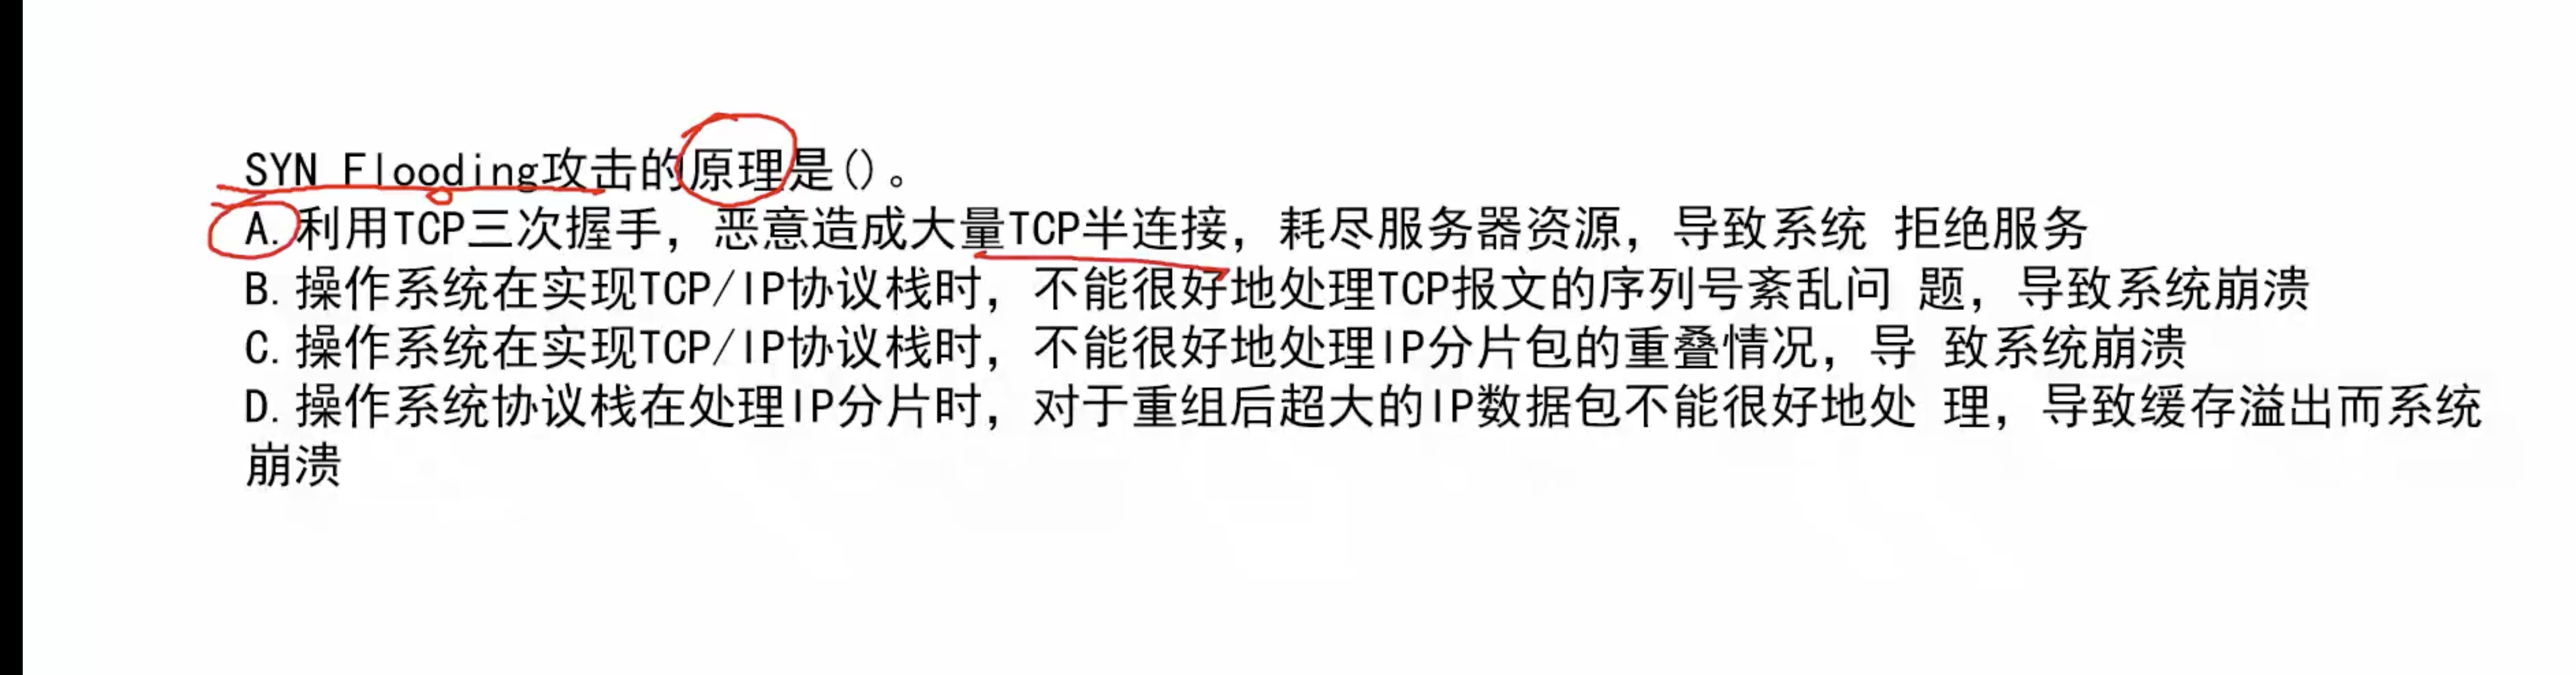 SYN Flooding攻击的原理是()。
A. 利用TCP三次握手，恶意造成大量TCP半连接，耗尽服务器资源，导致系统 拒绝服务
B. 操作系统在实现TCP/IP协议栈时，不能很好地处理TCP报文的序列号紊乱问 题，导致系统崩溃
C. 操作系统在实现TCP/IP协议栈时，不能很好地处理IP分片包的重叠情况，导 致系统崩溃
D. 操作系统协议栈在处理IP分片时，对于重组后超大的IP数据包不能很好地处 理，导致缓存溢出而系统
崩溃